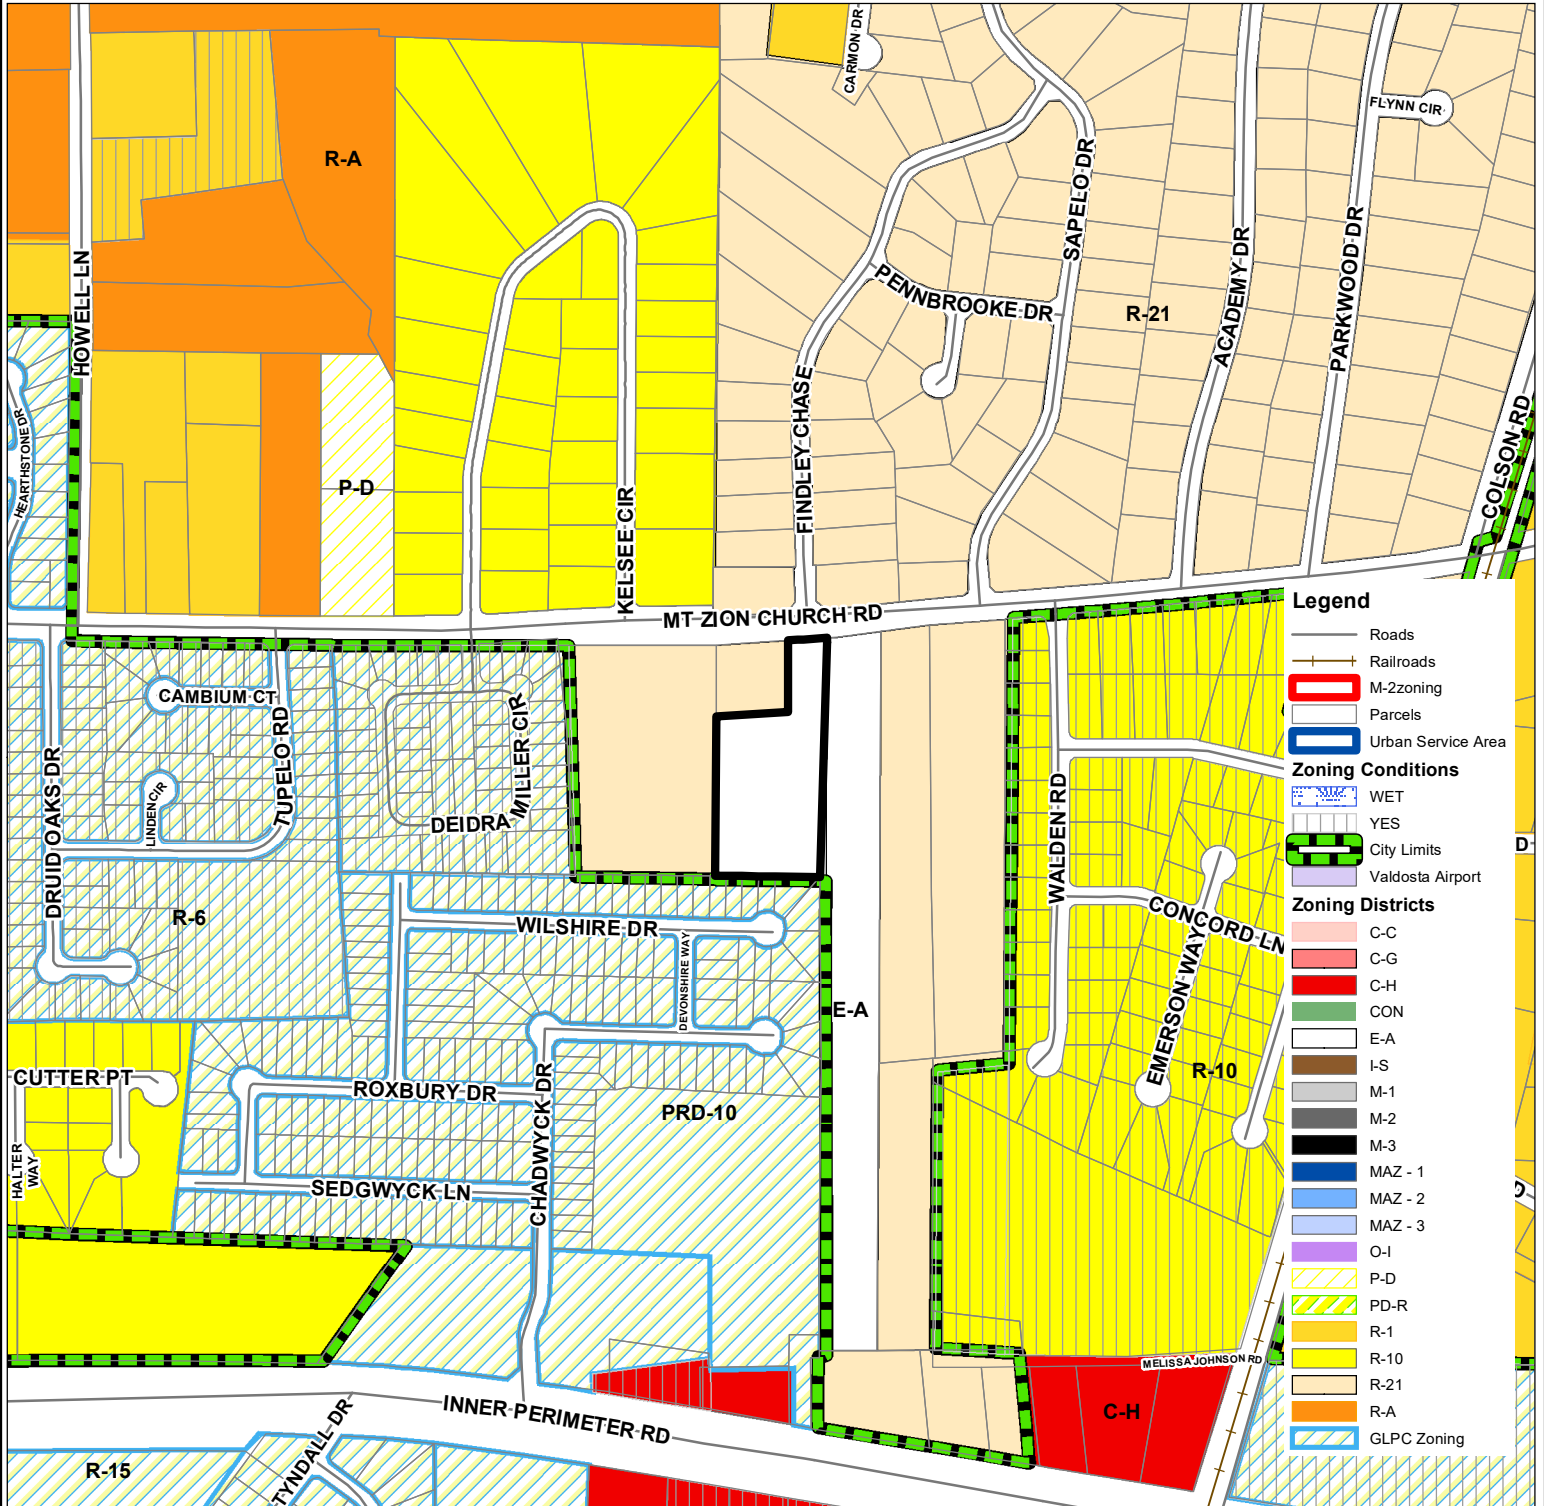 CARMON DR
FLYNN CIR
R-A
SAPELO DR
HOWELL LN
PENNBROOKE DR
R-21
ACADEMY DR
PARKWOOD DR
HEARTHSTONE DR
P-D
KELSEE CIR
FINDLEY CHASE
COLSON RD
MT ZION CHURCH RD
CAMBIUM CT
TUPELO RD
DRUID OAKS DR
LINDEN CIR
DEIDRA MILLER CIR
WALDEN RD
R-6
WILSHIRE DR
DEVONSHIRE WAY
CONCORD LN
EMERSON WAY
E-A
R-10
CUTTER PT
ROXBURY DR
PRD-10
HALTER
WAY
SEDGWYCK LN
CHADWYCK DR
MELISSA JOHNSON RD
INNER PERIMETER RD
C-H
TYNDALL DR
R-15
D
D
Legend
Roads
Railroads
M-2zoning
Parcels
Urban Service Area
Zoning Conditions
WET
YES
City Limits
Valdosta Airport
Zoning Districts
C-C
C-G
C-H
CON
E-A
I-S
M-1
M-2
M-3
MAZ - 1
MAZ - 2
MAZ - 3
O-I
P-D
PD-R
R-1
R-10
R-21
R-A
GLPC Zoning